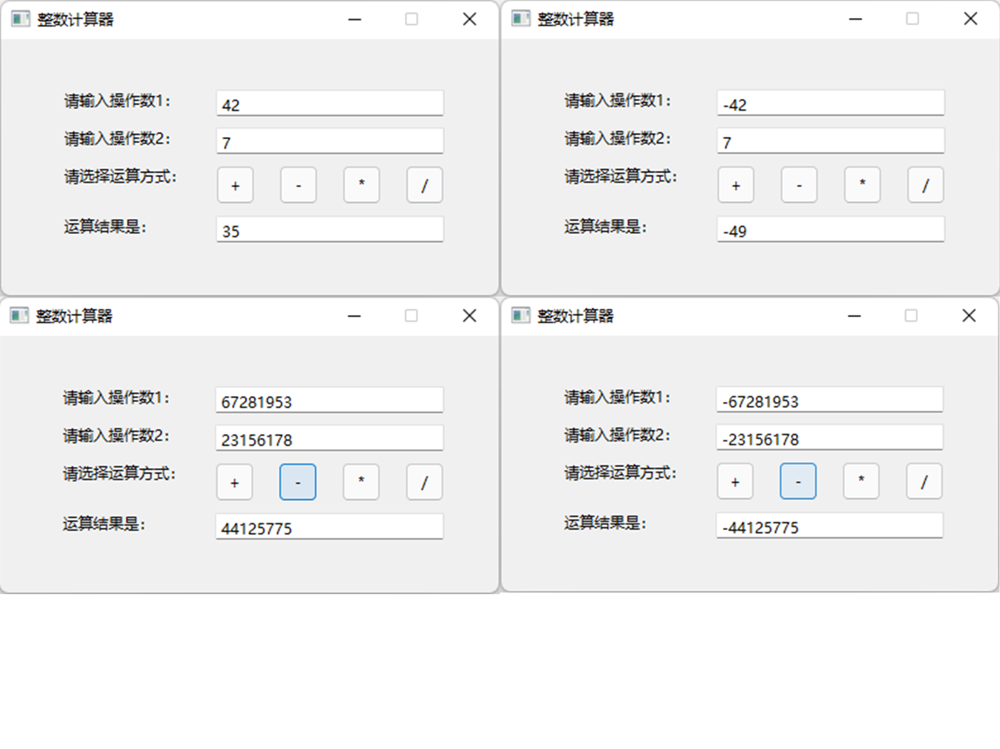 整数计算器
请输入操作数1: 42
请输入操作数2: 7
请选择运算方式: + - * /
运算结果是: 35
整数计算器
请输入操作数1: -42
请输入操作数2: 7
请选择运算方式: + - * /
运算结果是: -49
整数计算器
请输入操作数1: 67281953
请输入操作数2: 23156178
请选择运算方式: + - * /
运算结果是: 44125775
整数计算器
请输入操作数1: -67281953
请输入操作数2: -23156178
请选择运算方式: + - * /
运算结果是: -44125775